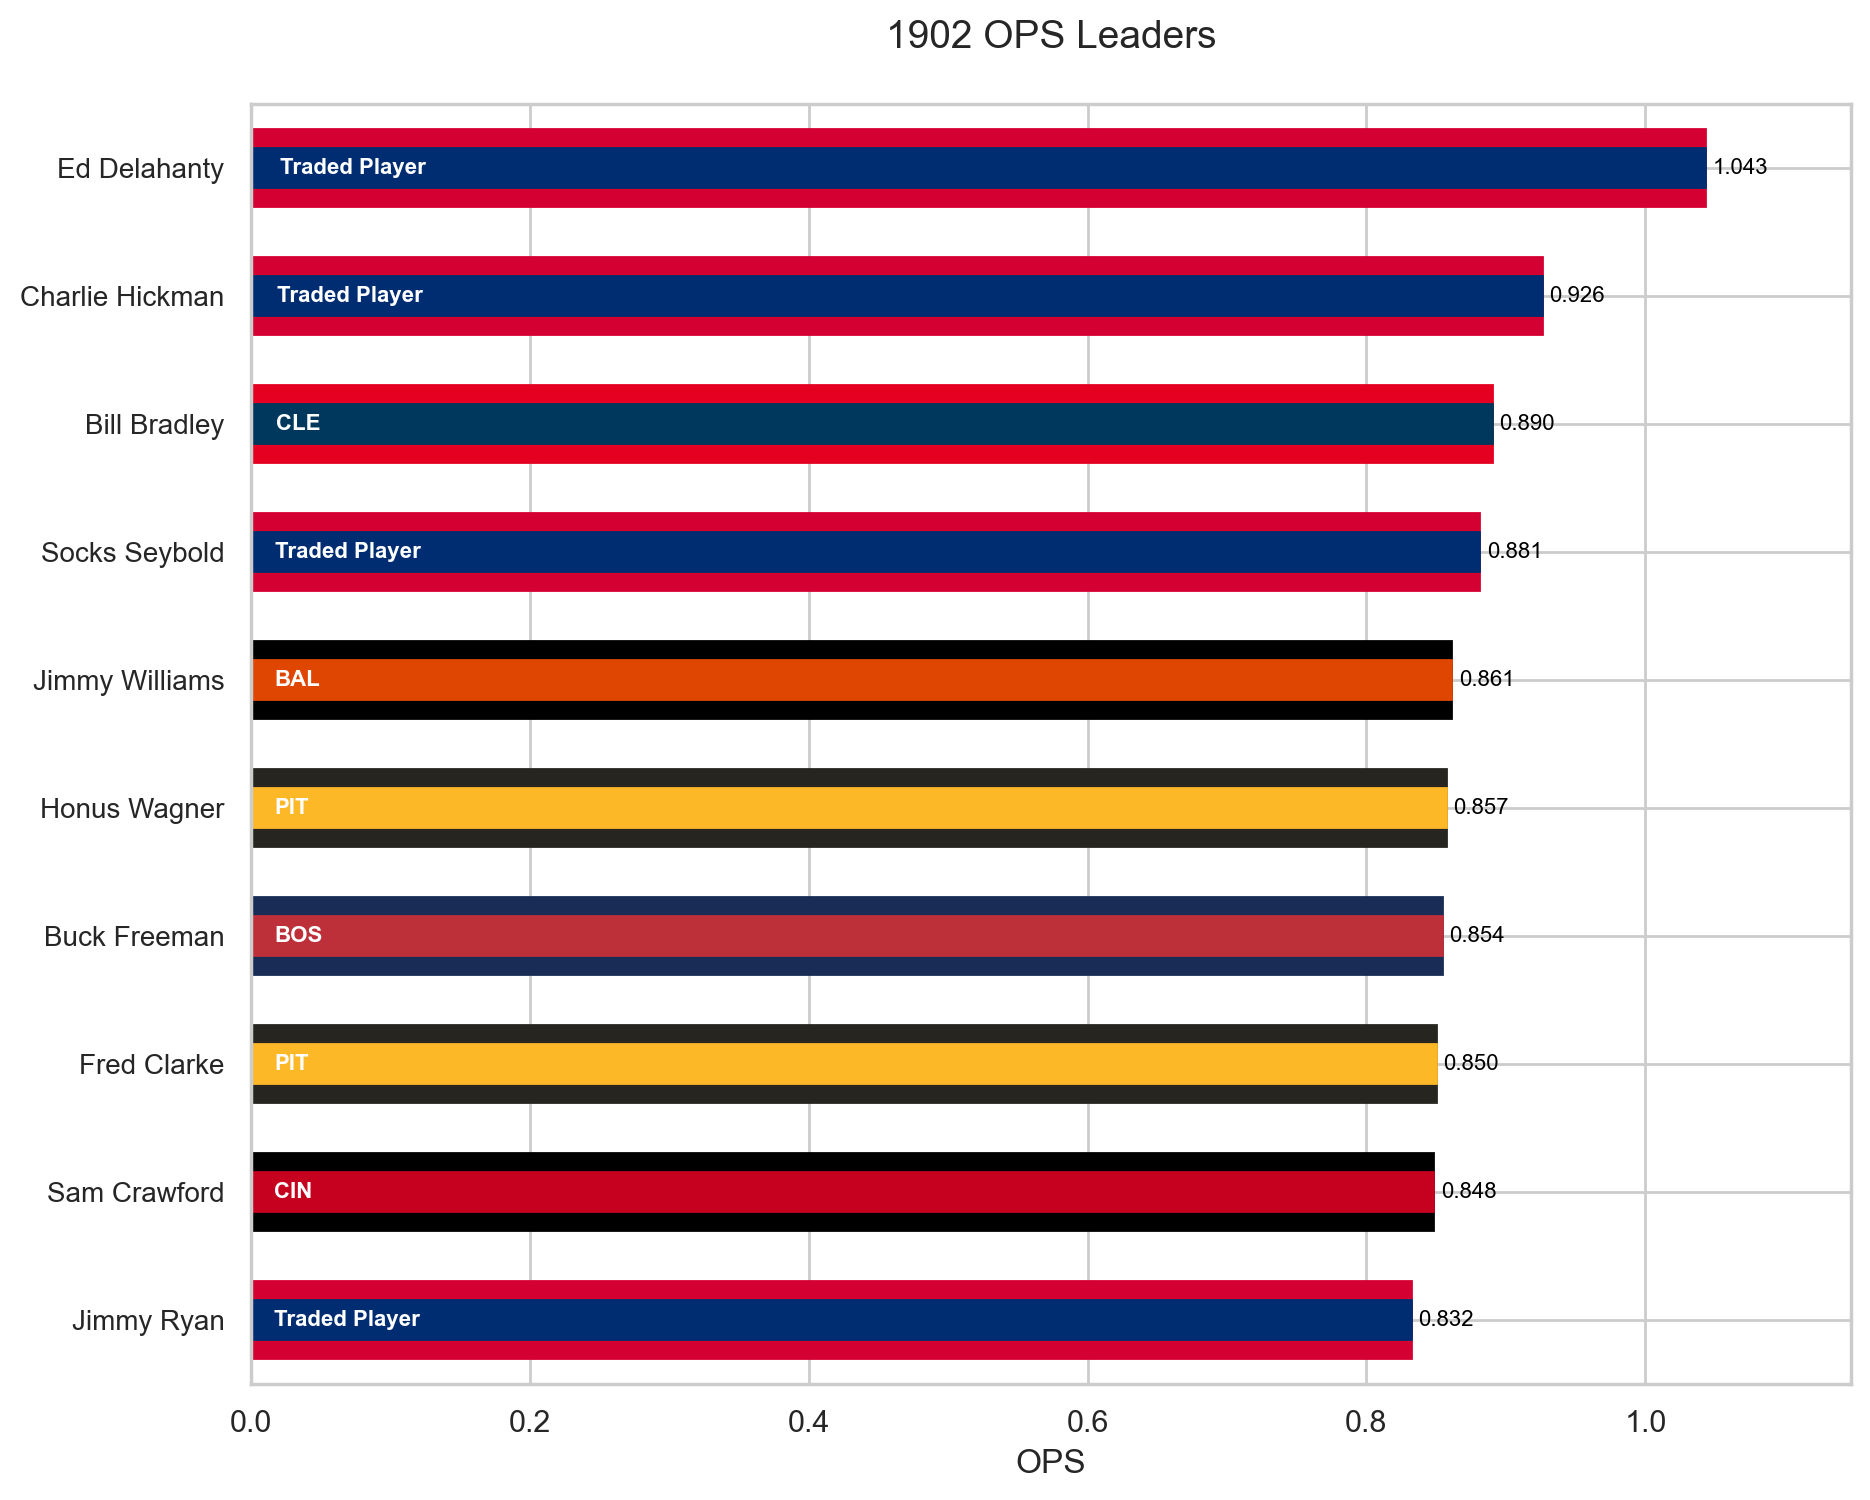 1902 OPS Leaders
Ed Delahanty Traded Player 1.043
Charlie Hickman Traded Player 0.926
Bill Bradley CLE 0.890
Socks Seybold Traded Player 0.881
Jimmy Williams BAL 0.861
Honus Wagner PIT 0.857
Buck Freeman BOS 0.854
Fred Clarke PIT 0.850
Sam Crawford CIN 0.848
Jimmy Ryan Traded Player 0.832
0.0 0.2 0.4 0.6 0.8 1.0
OPS